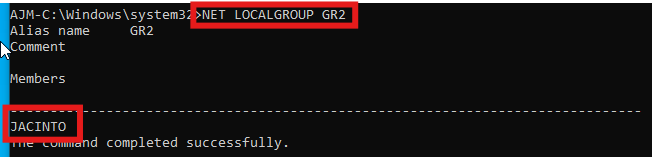 AJM-C:\Windows\system32>NET LOCALGROUP GR2
Alias name     GR2
Comment
Members
-------------------------------------------------------------------------------
JACINTO
The command completed successfully.